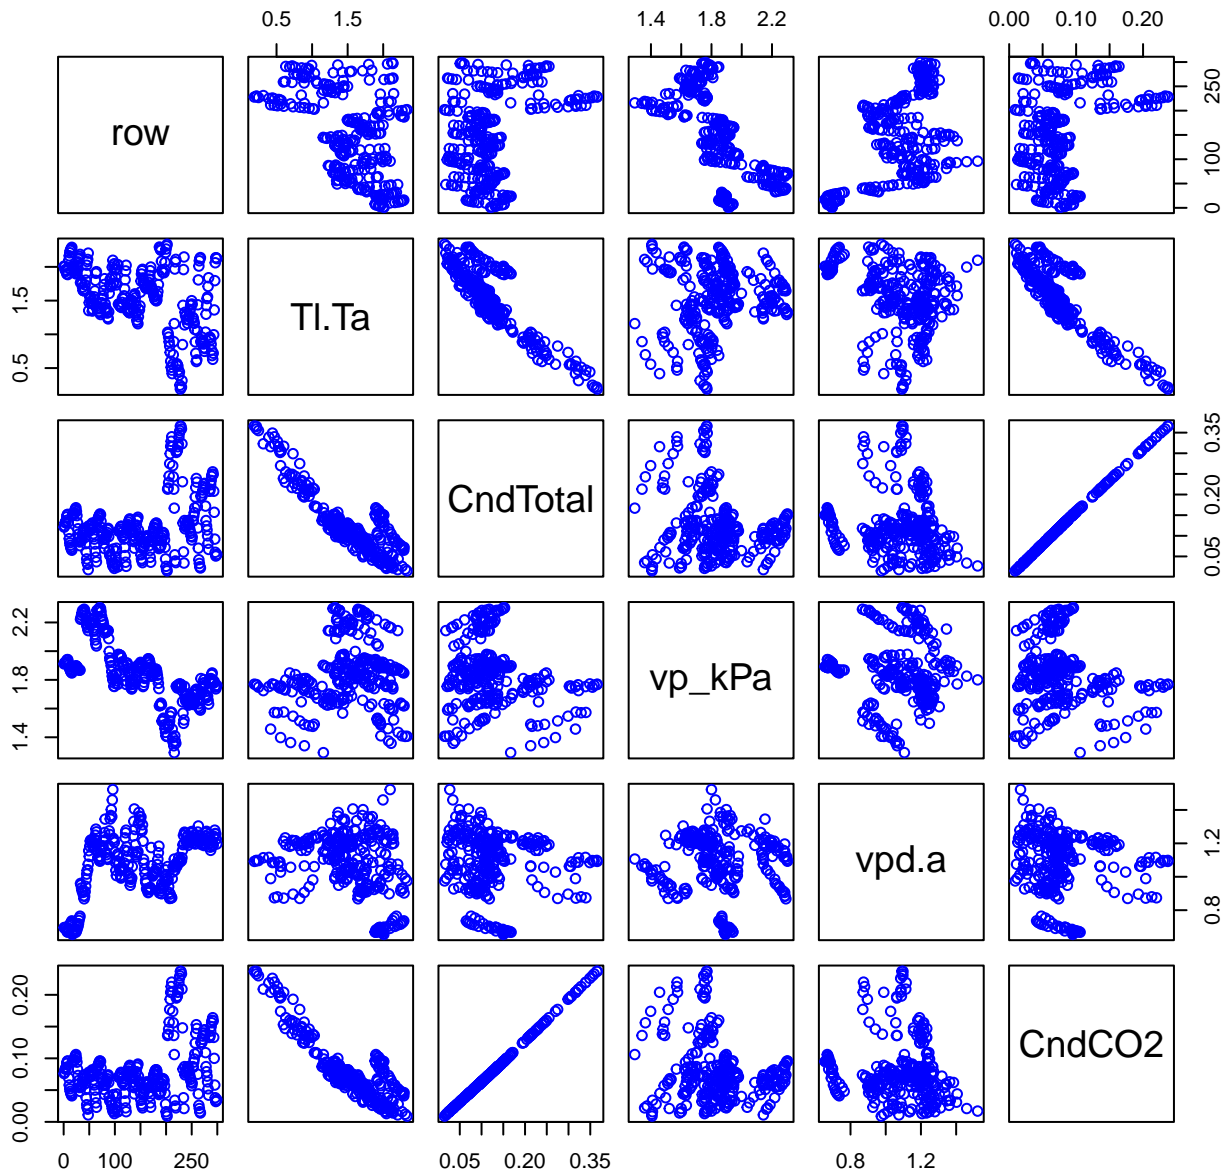 0.5 1.5 1.4 1.8 2.2 0.00 0.10 0.20
row 0 100 250
0.5 1.5 Tl.Ta
CndTotal 0.05 0.20 0.35
1.4 1.8 2.2 vp_kPa
vpd.a 0.8 1.2
0.00 0.10 0.20 CndCO2
0 100 250 0.05 0.20 0.35 0.8 1.2